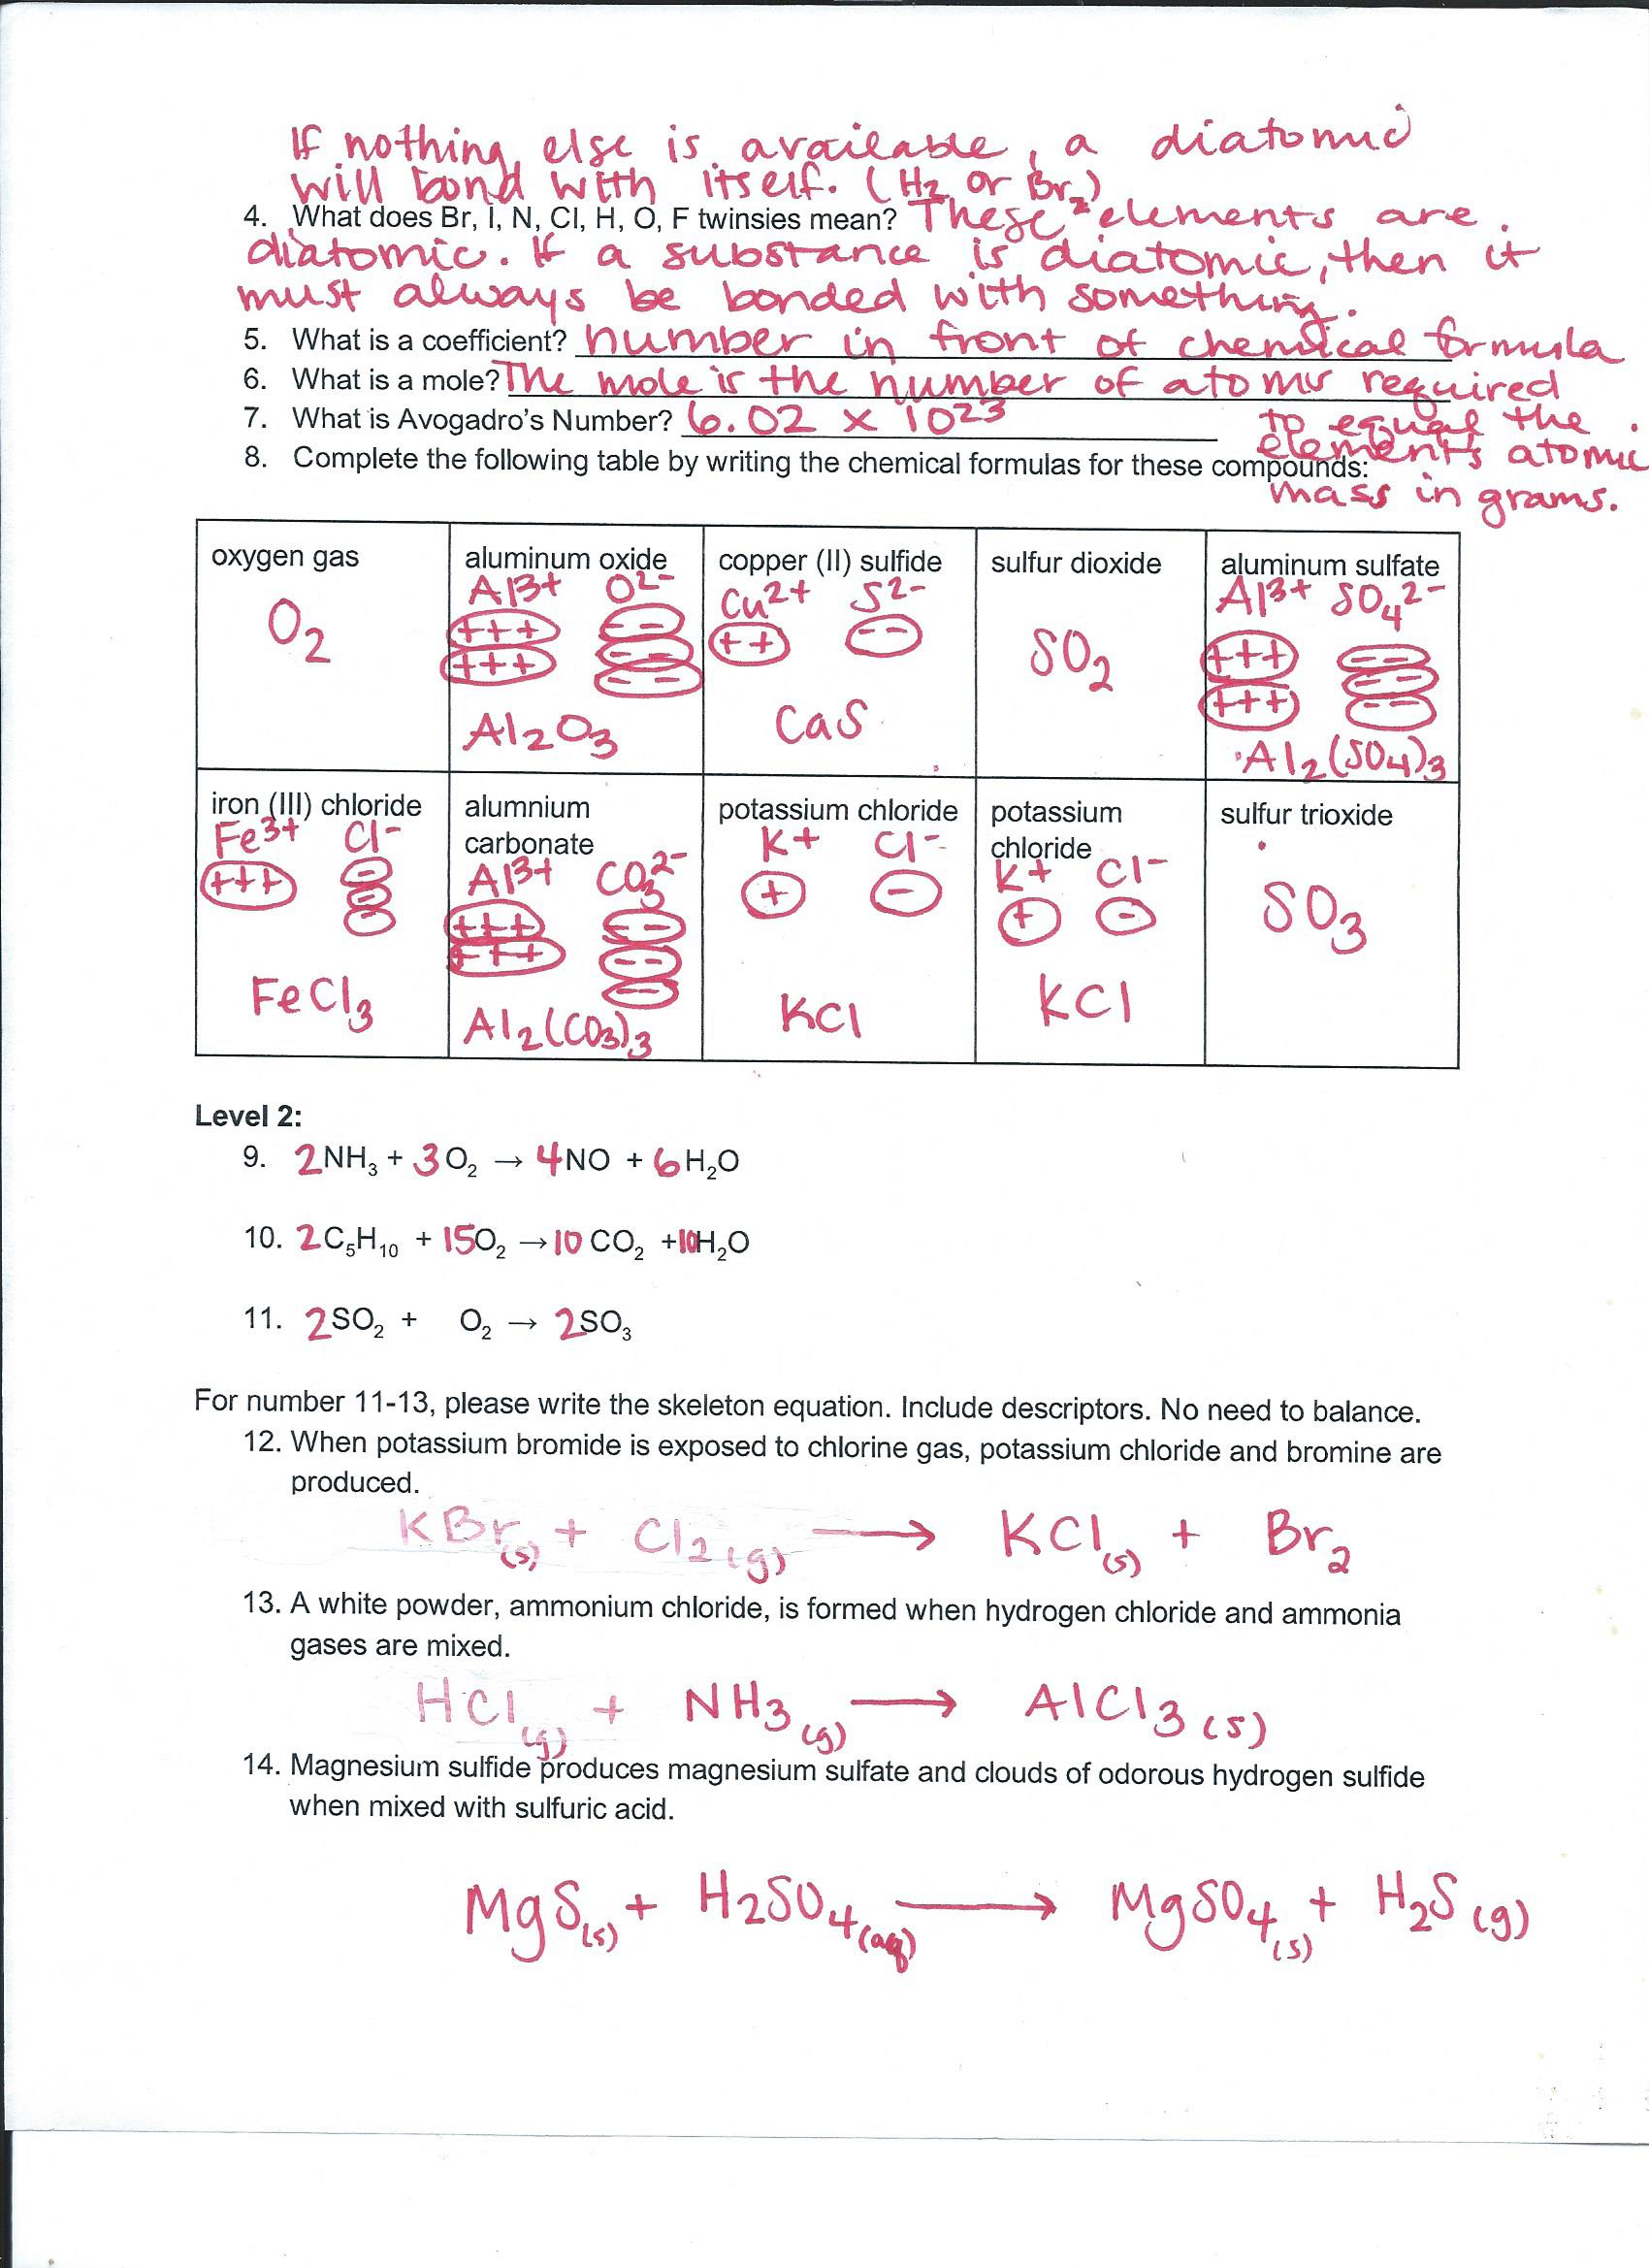 If nothing else is available, a diatomic
will bond with itself. (H2 or Br2)
4. What does Br, I, N, Cl, H, O, F twinsies mean? These elements are
diatomic. If a substance is diatomic, then it
must always be bonded with something.
5. What is a coefficient? number in front of chemical formula
6. What is a mole? The mole is the number of atoms required
7. What is Avogadro's Number? 6.02 x 10^23 to equal the
element's atomic
8. Complete the following table by writing the chemical formulas for these compounds:
mass in grams.
oxygen gas
O2
aluminum oxide
Al3+ O2-
+++ --
+++ --
--
Al2O3
copper (II) sulfide
Cu2+ S2-
++ --
CaS
sulfur dioxide
SO2
aluminum sulfate
Al3+ SO4 2-
+++ --
+++ --
--
Al2(SO4)3
iron (III) chloride
Fe3+ Cl-
+++ -
-
-
FeCl3
alumnium
carbonate
Al3+ CO3 2-
+++ --
+++ --
--
Al2(CO3)3
potassium chloride
K+ Cl-
+ -
KCl
potassium
chloride
K+ Cl-
+ -
KCl
sulfur trioxide
SO3
Level 2:
9. 2NH3 + 3O2 → 4NO + 6H2O
10. 2C5H10 + 15O2 → 10CO2 + 10H2O
11. 2SO2 + O2 → 2SO3
For number 11-13, please write the skeleton equation. Include descriptors. No need to balance.
12. When potassium bromide is exposed to chlorine gas, potassium chloride and bromine are
produced.
KBr(s) + Cl2(g) → KCl(s) + Br2
13. A white powder, ammonium chloride, is formed when hydrogen chloride and ammonia
gases are mixed.
HCl(g) + NH3(g) → AlCl3(s)
14. Magnesium sulfide produces magnesium sulfate and clouds of odorous hydrogen sulfide
when mixed with sulfuric acid.
MgS(s) + H2SO4(aq) → MgSO4(s) + H2S(g)